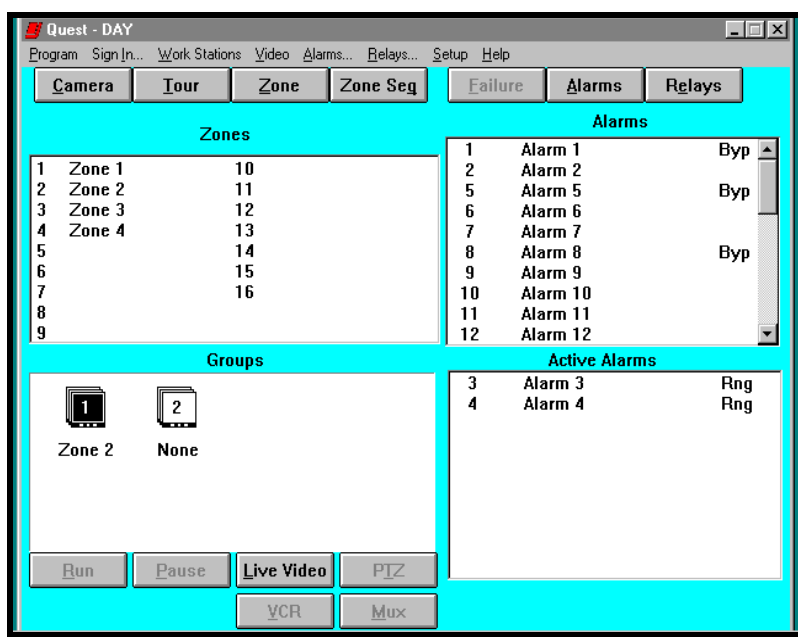 Quest - DAY
Program Sign In... Work Stations Video Alarms... Relays... Setup Help
Camera Tour Zone Zone Seq Failure Alarms Relays
Zones
1 Zone 1 10
2 Zone 2 11
3 Zone 3 12
4 Zone 4 13
5 14
6 15
7 16
8
9
Alarms
1 Alarm 1 Byp
2 Alarm 2
5 Alarm 5 Byp
6 Alarm 6
7 Alarm 7
8 Alarm 8 Byp
9 Alarm 9
10 Alarm 10
11 Alarm 11
12 Alarm 12
Groups
1 2
Zone 2 None
Active Alarms
3 Alarm 3 Rng
4 Alarm 4 Rng
Run Pause Live Video PTZ
VCR Mux